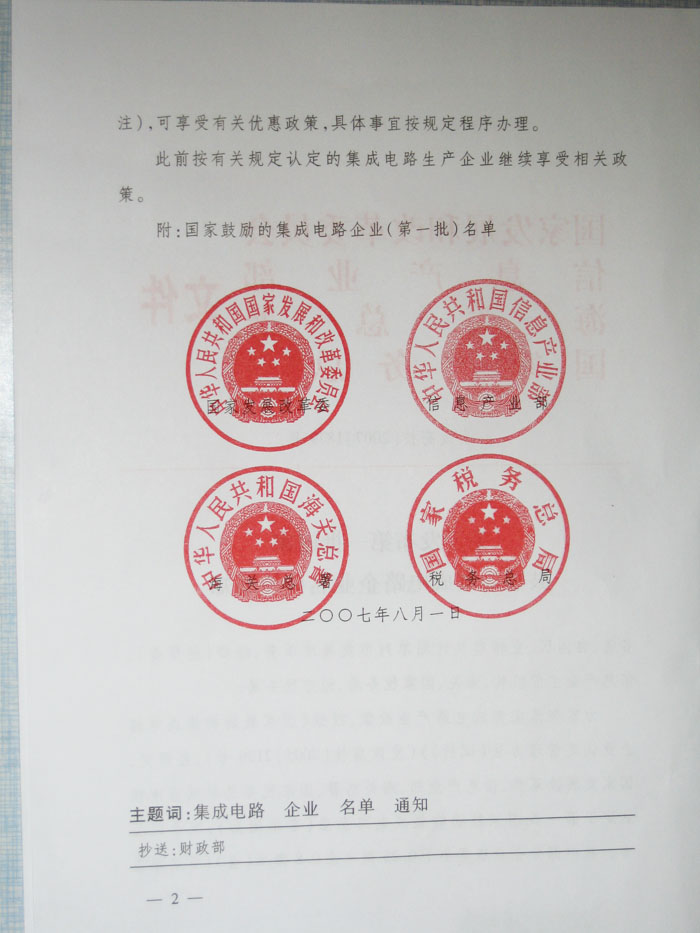 注），可享受有关优惠政策，具体事宜按规定程序办理。
此前按有关规定认定的集成电路生产企业继续享受相关政
策。
附：国家鼓励的集成电路企业（第一批）名单
中华人民共和国国家发展和改革委员会
国家发展改革委
中华人民共和国信息产业部
信息产业部
中华人民共和国海关总署
海关总署
国家税务总局
税务总局
二〇〇七年八月一日
主题词：集成电路 企业 名单 通知
抄送：财政部
— 2 —